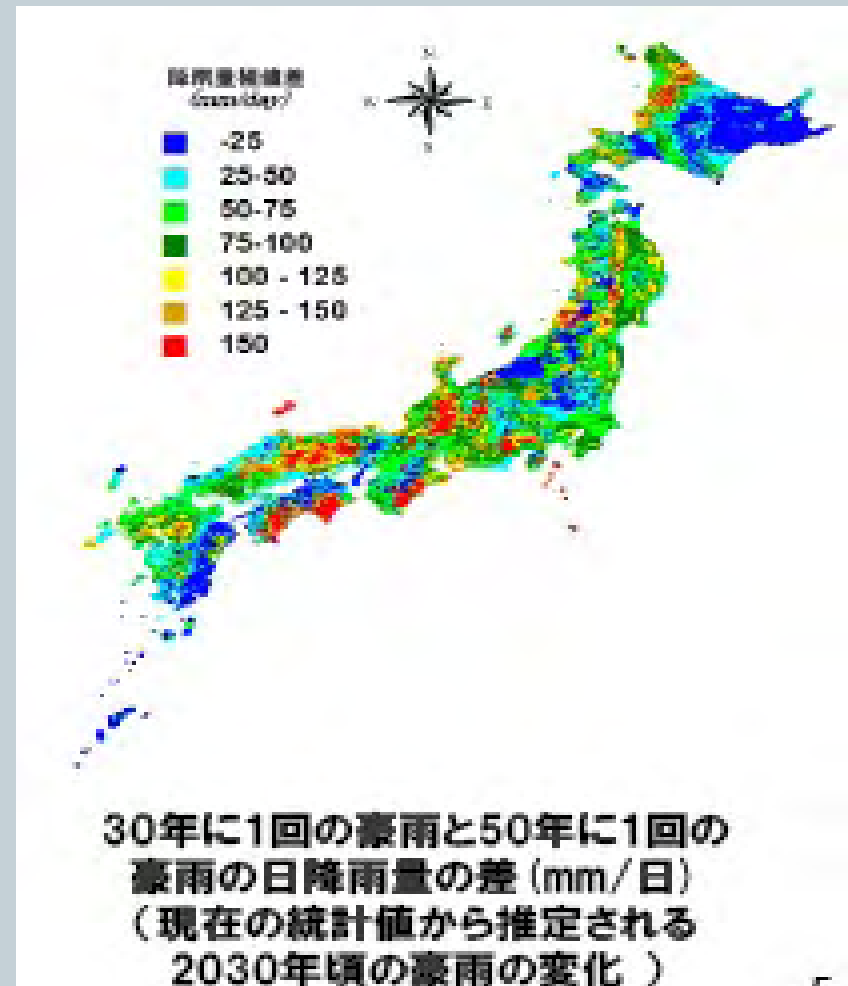 (mm/day)
-25
25-50
50-75
75-100
100 - 125
125 - 150
150
30年に1回の豪雨と50年に1回の
豪雨の日降雨量の差(mm/日)
(現在の統計値から推定される
2030年頃の豪雨の変化 )